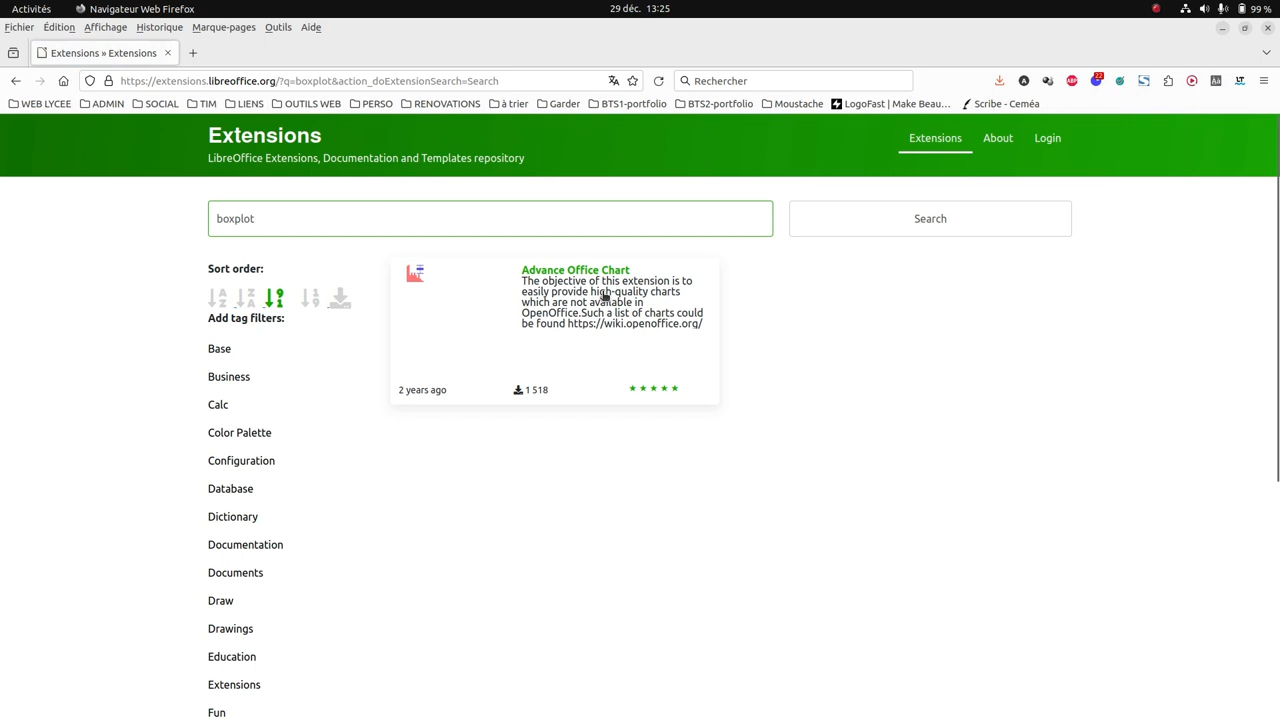 Activités
Navigateur Web Firefox
29 déc. 13:25
99 %
Fichier Édition Affichage Historique Marque-pages Outils Aide
Extensions » Extensions
https://extensions.libreoffice.org/?q=boxplot&action_doExtensionSearch=Search
Rechercher
22
WEB LYCEE ADMIN SOCIAL TIM LIENS OUTILS WEB PERSO RENOVATIONS à trier Garder BTS1-portfolio BTS2-portfolio Moustache LogoFast | Make Beau… Scribe - Ceméa
Extensions
LibreOffice Extensions, Documentation and Templates repository
Extensions About Login
boxplot
Search
Sort order:
Add tag filters:
Base
Business
Calc
Color Palette
Configuration
Database
Dictionary
Documentation
Documents
Draw
Drawings
Education
Extensions
Fun
Advance Office Chart
The objective of this extension is to
easily provide high-quality charts
which are not available in
OpenOffice.Such a list of charts could
be found https://wiki.openoffice.org/
2 years ago
1 518